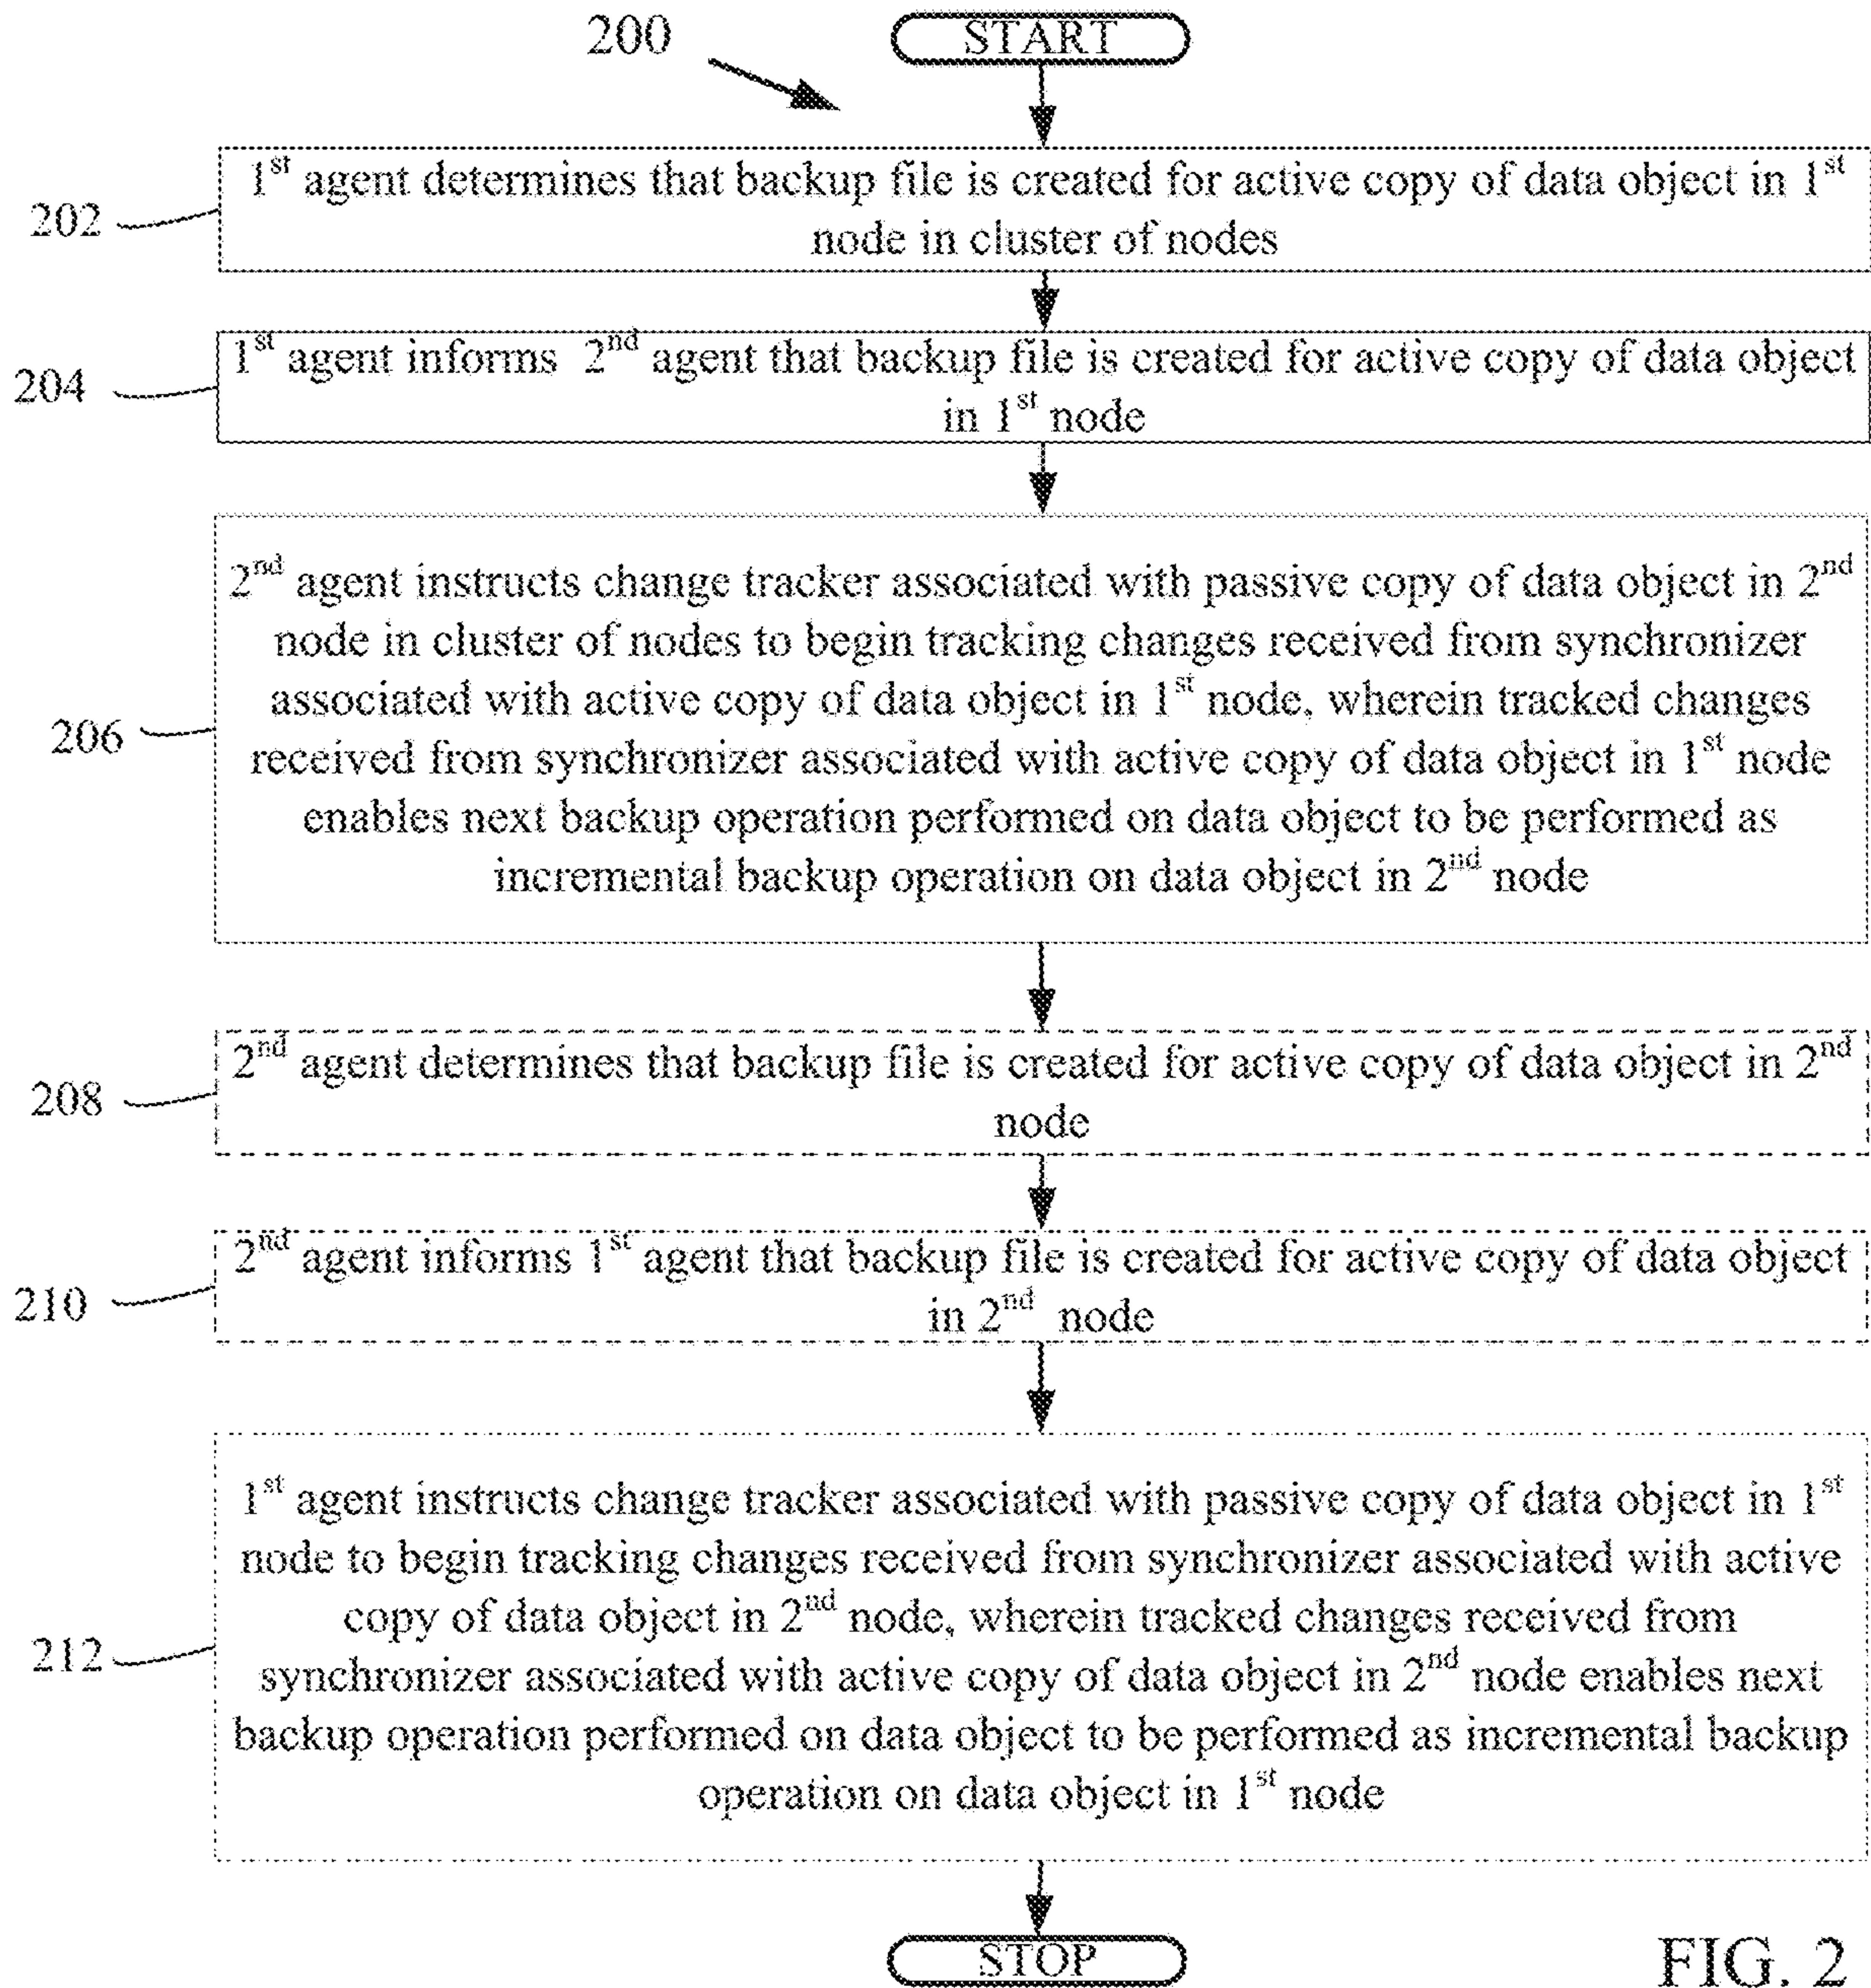 200
START
202
1st agent determines that backup file is created for active copy of data object in 1st
node in cluster of nodes
204
1st agent informs 2nd agent that backup file is created for active copy of data object
in 1st node
206
2nd agent instructs change tracker associated with passive copy of data object in 2nd
node in cluster of nodes to begin tracking changes received from synchronizer
associated with active copy of data object in 1st node, wherein tracked changes
received from synchronizer associated with active copy of data object in 1st node
enables next backup operation performed on data object to be performed as
incremental backup operation on data object in 2nd node
208
2nd agent determines that backup file is created for active copy of data object in 2nd
node
210
2nd agent informs 1st agent that backup file is created for active copy of data object
in 2nd node
212
1st agent instructs change tracker associated with passive copy of data object in 1st
node to begin tracking changes received from synchronizer associated with active
copy of data object in 2nd node, wherein tracked changes received from
synchronizer associated with active copy of data object in 2nd node enables next
backup operation performed on data object to be performed as incremental backup
operation on data object in 1st node
STOP
FIG. 2